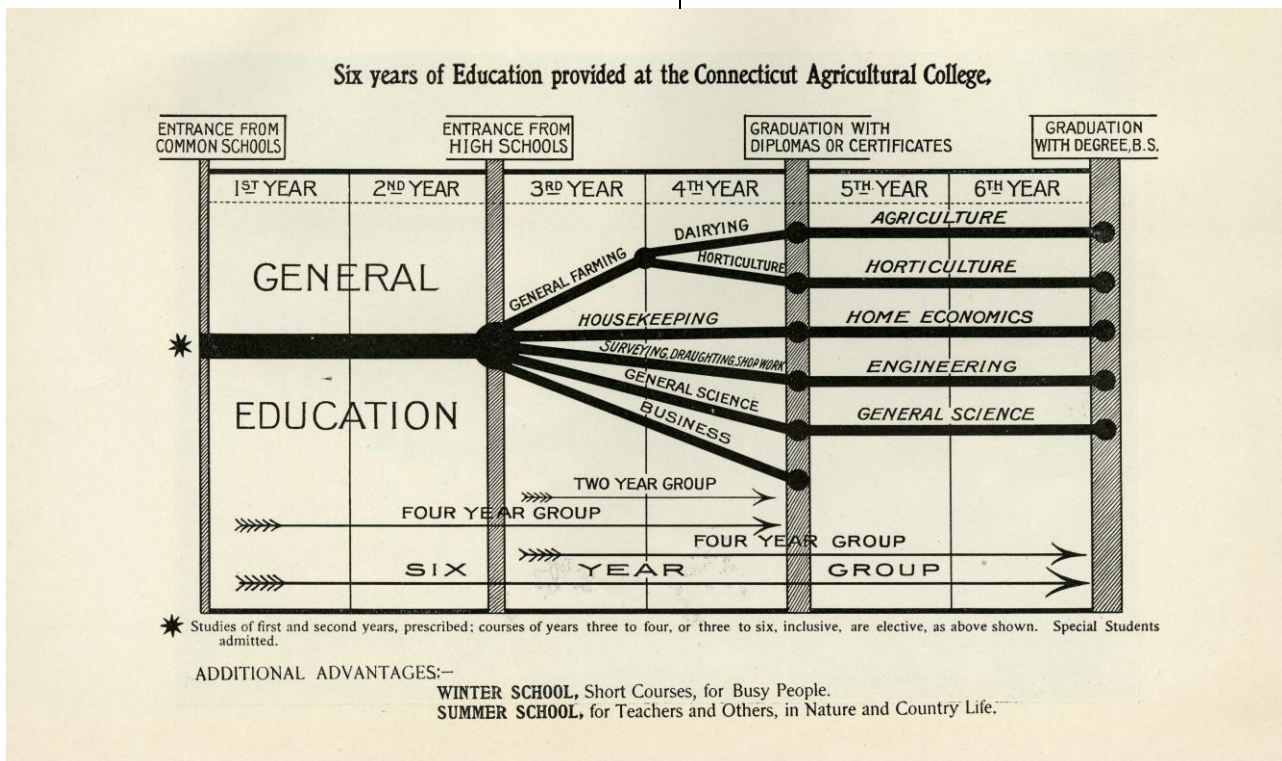 Six years of Education provided at the Connecticut Agricultural College,
ENTRANCE FROM
COMMON SCHOOLS
ENTRANCE FROM
HIGH SCHOOLS
GRADUATION WITH
DIPLOMAS OR CERTIFICATES
GRADUATION
WITH DEGREE, B.S.
1ST YEAR
2ND YEAR
3RD YEAR
4TH YEAR
5TH YEAR
6TH YEAR
GENERAL
EDUCATION
GENERAL FARMING
DAIRYING
HORTICULTURE
HOUSEKEEPING
SURVEYING, DRAUGHTING, SHOPWORK
GENERAL SCIENCE
BUSINESS
AGRICULTURE
HORTICULTURE
HOME ECONOMICS
ENGINEERING
GENERAL SCIENCE
TWO YEAR GROUP
FOUR YEAR GROUP
FOUR YEAR GROUP
SIX YEAR GROUP
Studies of first and second years, prescribed; courses of years three to four, or three to six, inclusive, are elective, as above shown. Special Students
admitted.
ADDITIONAL ADVANTAGES:—
WINTER SCHOOL, Short Courses, for Busy People.
SUMMER SCHOOL, for Teachers and Others, in Nature and Country Life.